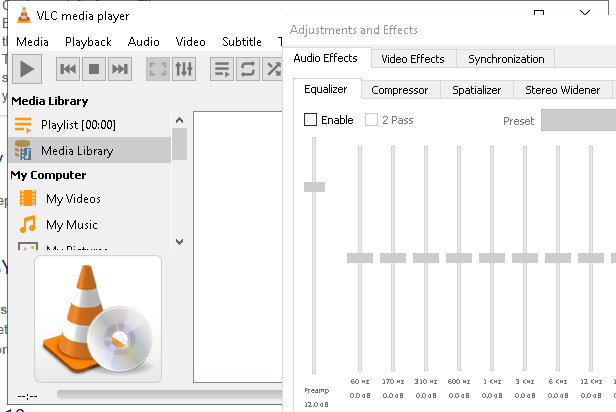 VLC media player
Media Playback Audio Video Subtitle
Media Library
Playlist [00:00]
Media Library
My Computer
My Videos
My Music
My Pictures
--:--
Adjustments and Effects
Audio Effects Video Effects Synchronization
Equalizer Compressor Spatializer Stereo Widener
Enable 2 Pass Preset
60 Hz 170 Hz 310 Hz 600 Hz 1 KHz 3 KHz 6 KHz 12 KHz
Preamp 0.0 dB 0.0 dB 0.0 dB 0.0 dB 0.0 dB 0.0 dB 0.0 dB 0.0 dB
12.0 dB